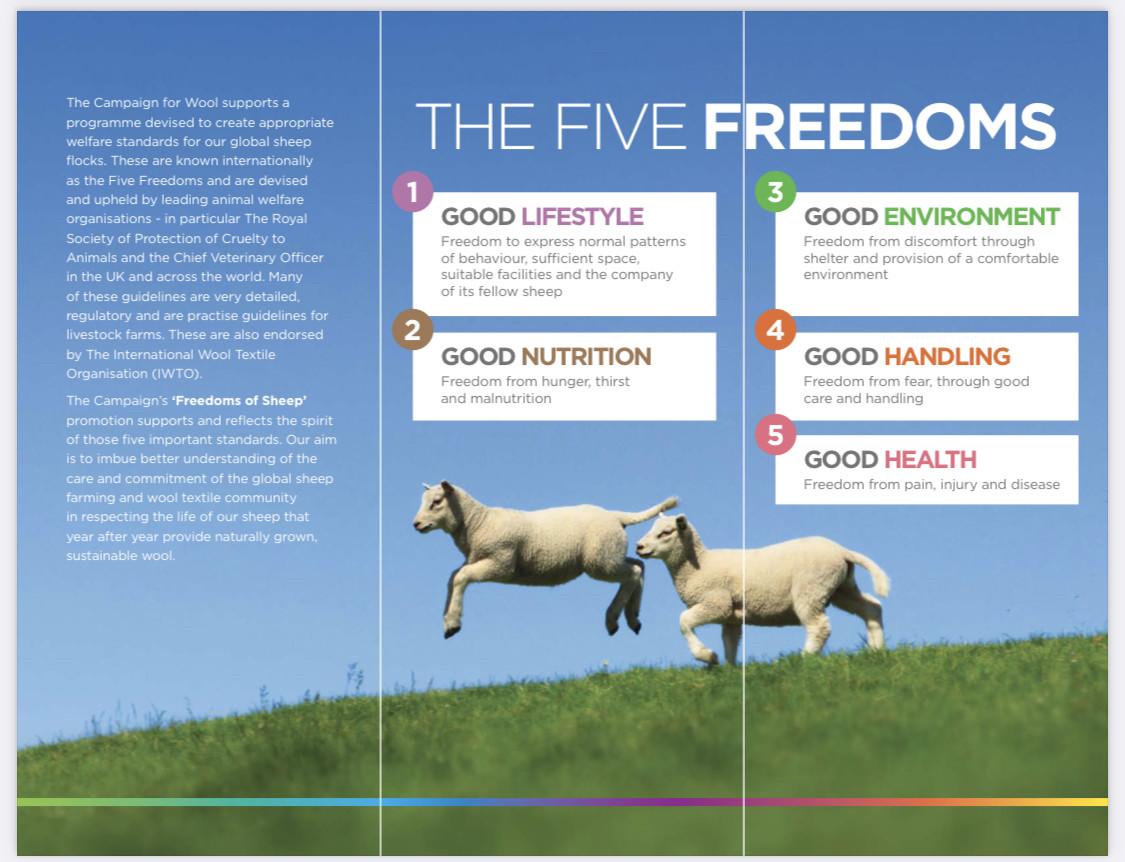 The Campaign for Wool supports a
programme devised to create appropriate
welfare standards for our global sheep
flocks. These are known internationally
as the Five Freedoms and are devised
and upheld by leading animal welfare
organisations - in particular The Royal
Society of Protection of Cruelty to
Animals and the Chief Veterinary Officer
in the UK and across the world. Many
of these guidelines are very detailed,
regulatory and are practise guidelines for
livestock farms. These are also endorsed
by The International Wool Textile
Organisation (IWTO).
The Campaign's ‘Freedoms of Sheep’
promotion supports and reflects the spirit
of those five important standards. Our aim
is to imbue better understanding of the
care and commitment of the global sheep
farming and wool textile community
in respecting the life of our sheep that
year after year provide naturally grown,
sustainable wool.
THE FIVE FREEDOMS
1
GOOD LIFESTYLE
Freedom to express normal patterns
of behaviour, sufficient space,
suitable facilities and the company
of its fellow sheep
2
GOOD NUTRITION
Freedom from hunger, thirst
and malnutrition
3
GOOD ENVIRONMENT
Freedom from discomfort through
shelter and provision of a comfortable
environment
4
GOOD HANDLING
Freedom from fear, through good
care and handling
5
GOOD HEALTH
Freedom from pain, injury and disease